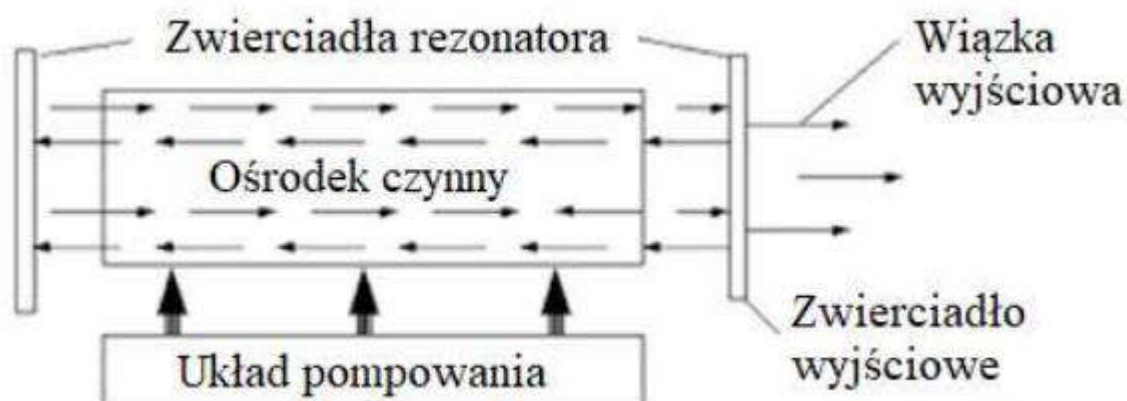 Zwierciadła rezonatora
Wiązka
wyjściowa
Ośrodek czynny
Zwierciadło
wyjściowe
Układ pompowania